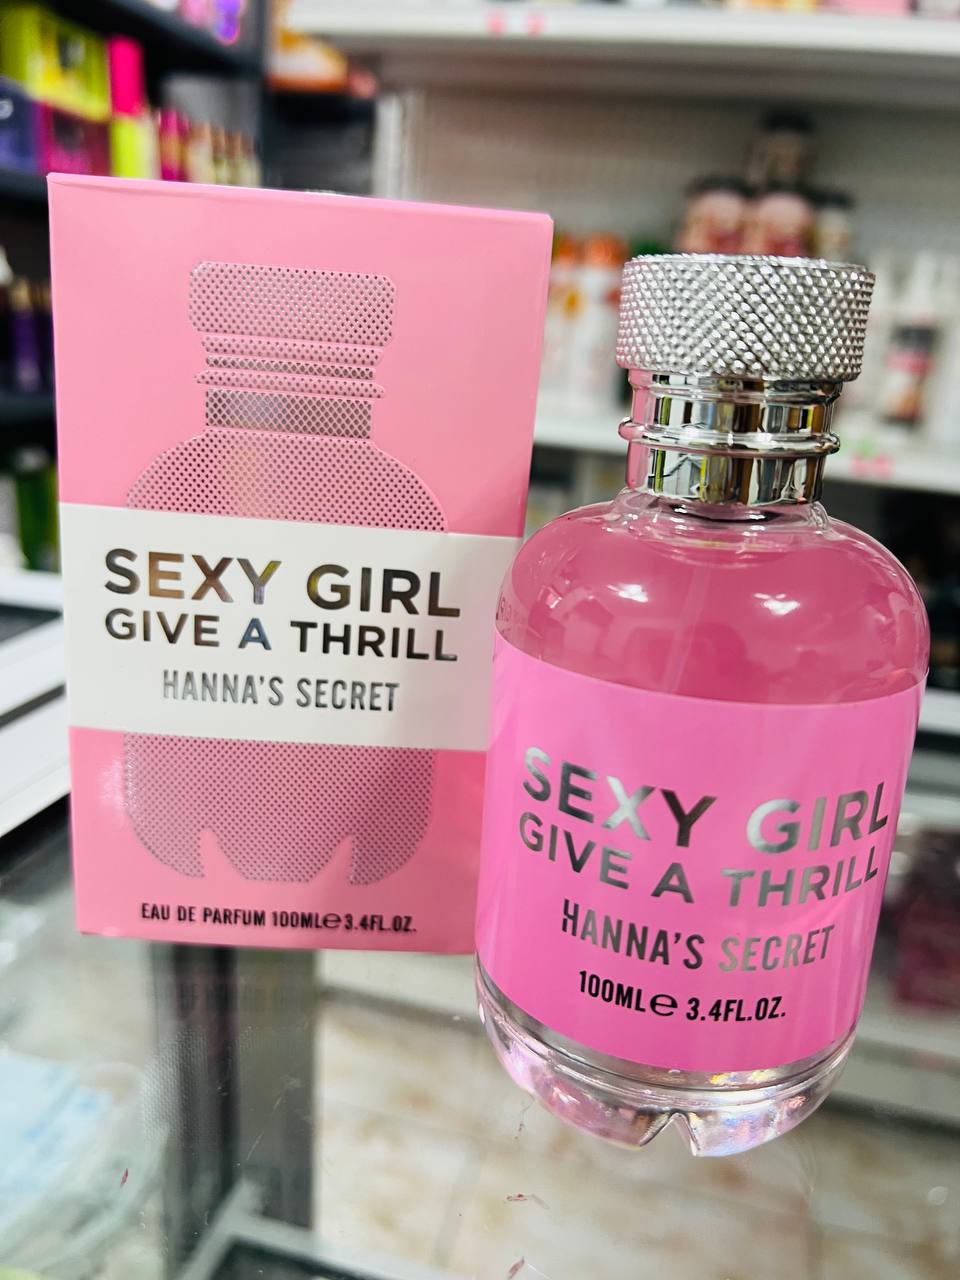 SEXY GIRL
GIVE A THRILL
HANNA'S SECRET
EAU DE PARFUM 100ML℮3.4FL.OZ.
SEXY GIRL
GIVE A THRILL
HANNA'S SECRET
100ML℮ 3.4FL.OZ.